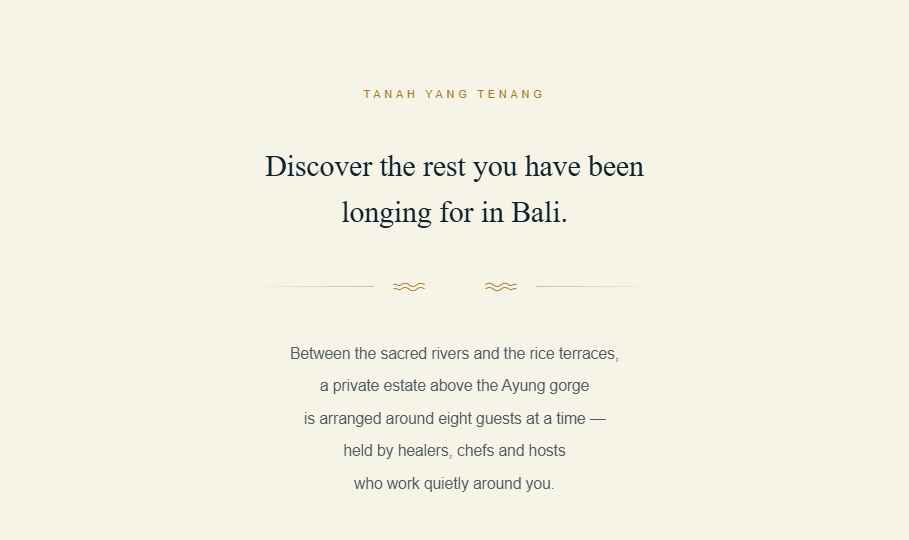 TANAH YANG TENANG
Discover the rest you have been
longing for in Bali.
Between the sacred rivers and the rice terraces,
a private estate above the Ayung gorge
is arranged around eight guests at a time —
held by healers, chefs and hosts
who work quietly around you.